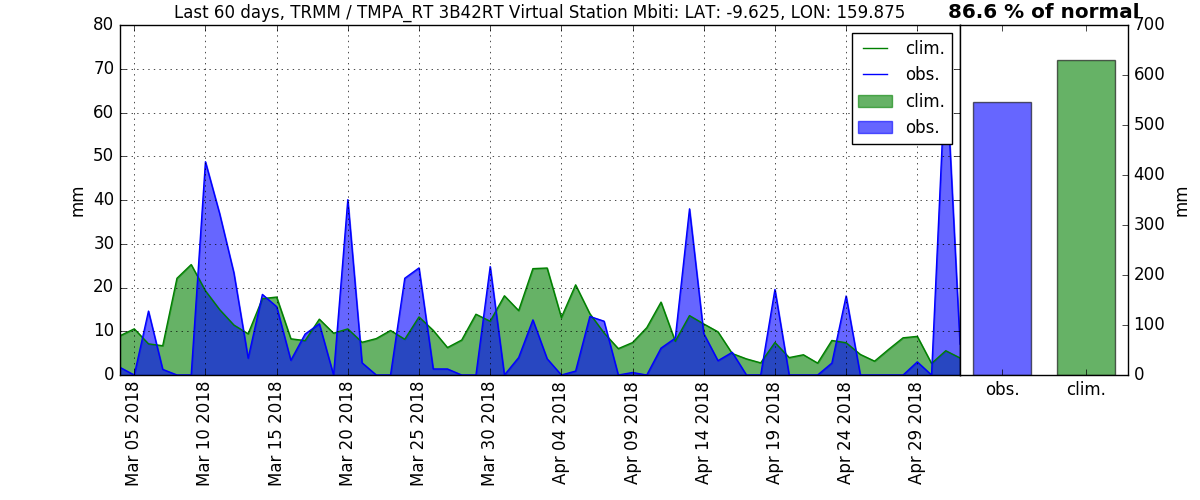 Last 60 days, TRMM / TMPA_RT 3B42RT Virtual Station Mbiti: LAT: -9.625, LON: 159.875
86.6 % of normal
80
70
60
50
40
30
20
10
0
mm
clim.
obs.
clim.
obs.
700
600
500
400
300
200
100
0
mm
obs.
clim.
Mar 05 2018
Mar 10 2018
Mar 15 2018
Mar 20 2018
Mar 25 2018
Mar 30 2018
Apr 04 2018
Apr 09 2018
Apr 14 2018
Apr 19 2018
Apr 24 2018
Apr 29 2018